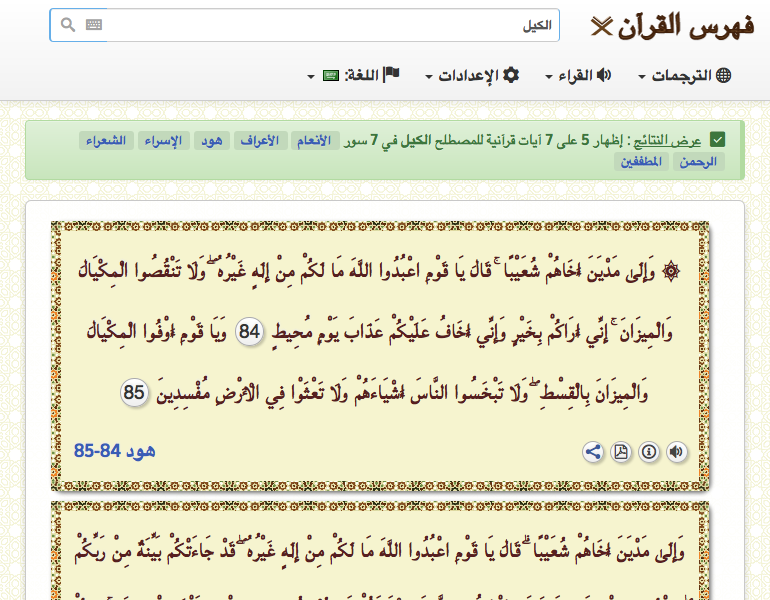 فهرس القرآن
الكيل
الترجمات
القراء
الإعدادات
اللغة:
عرض النتائج : إظهار 5 على 7 آيات قرآنية للمصطلح الكيل في 7 سور الأنعام الأعراف هود الإسراء الشعراء
الرحمن المطففين
۞ وَإِلَىٰ مَدْيَنَ أَخَاهُمْ شُعَيْبًا ۚ قَالَ يَا قَوْمِ اعْبُدُوا اللَّهَ مَا لَكُمْ مِنْ إِلَٰهٍ غَيْرُهُ ۖ وَلَا تَنْقُصُوا الْمِكْيَالَ
وَالْمِيزَانَ ۚ إِنِّي أَرَاكُمْ بِخَيْرٍ وَإِنِّي أَخَافُ عَلَيْكُمْ عَذَابَ يَوْمٍ مُحِيطٍ 84 وَيَا قَوْمِ أَوْفُوا الْمِكْيَالَ
وَالْمِيزَانَ بِالْقِسْطِ ۖ وَلَا تَبْخَسُوا النَّاسَ أَشْيَاءَهُمْ وَلَا تَعْثَوْا فِي الْأَرْضِ مُفْسِدِينَ 85
هود 84-85
وَإِلَىٰ مَدْيَنَ أَخَاهُمْ شُعَيْبًا ۗ قَالَ يَا قَوْمِ اعْبُدُوا اللَّهَ مَا لَكُمْ مِنْ إِلَٰهٍ غَيْرُهُ ۖ قَدْ جَاءَتْكُمْ بَيِّنَةٌ مِنْ رَبِّكُمْ